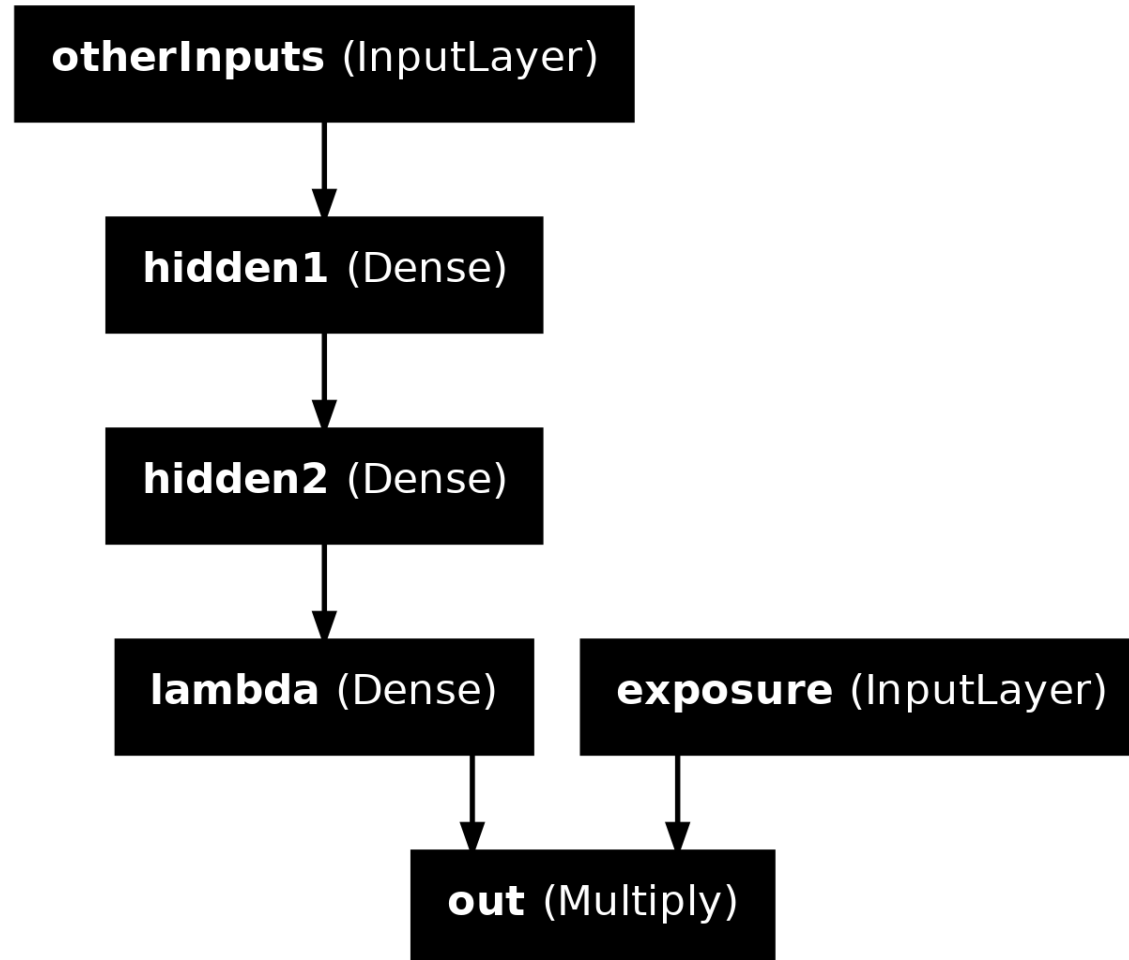 otherInputs (InputLayer)
hidden1 (Dense)
hidden2 (Dense)
lambda (Dense)
exposure (InputLayer)
out (Multiply)